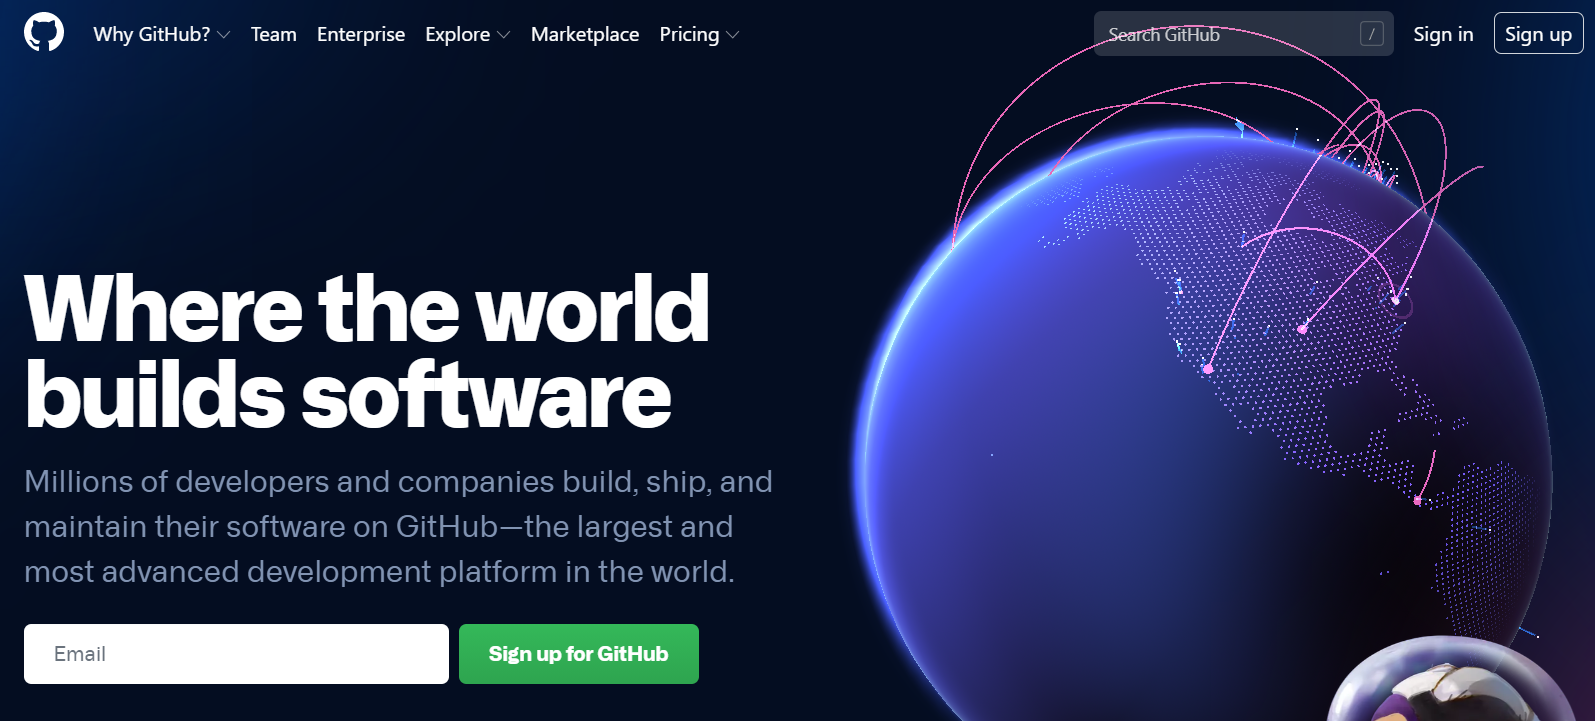 Why GitHub? Team Enterprise Explore Marketplace Pricing Search GitHub / Sign in Sign up
Where the world
builds software
Millions of developers and companies build, ship, and
maintain their software on GitHub—the largest and
most advanced development platform in the world.
Email Sign up for GitHub